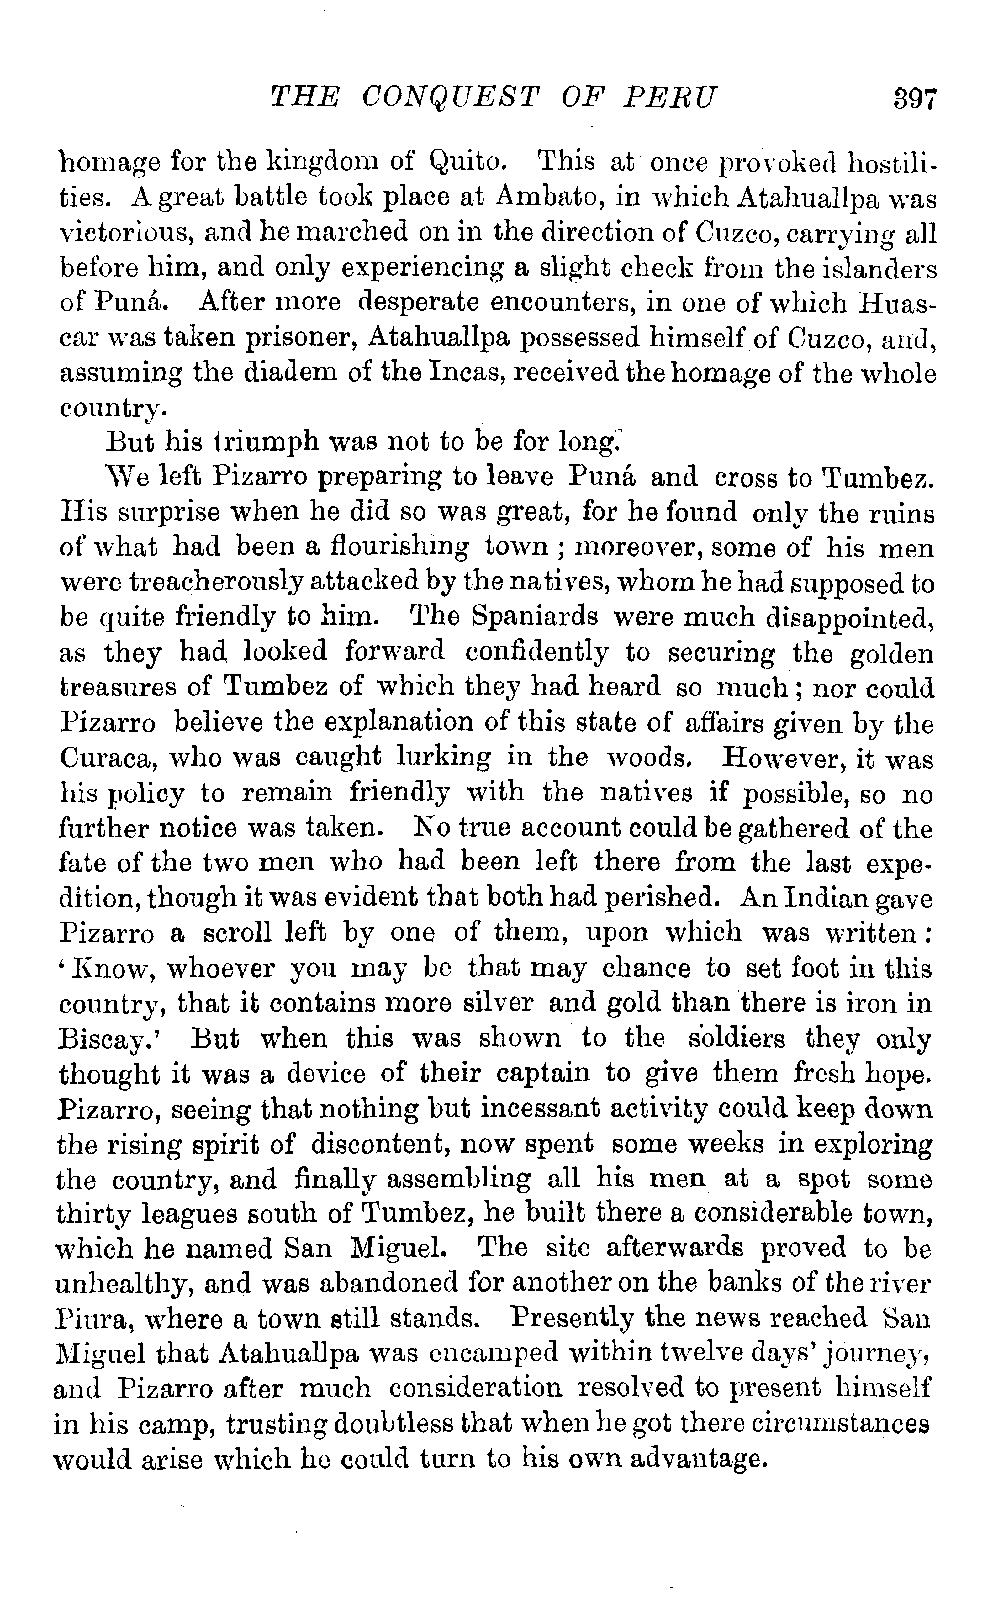 THE CONQUEST OF PERU 397
homage for the kingdom of Quito. This at once provoked hostili-
ties. A great battle took place at Ambato, in which Atahuallpa was
victorious, and he marched on in the direction of Cuzco, carrying all
before him, and only experiencing a slight check from the islanders
of Puná. After more desperate encounters, in one of which Huas-
car was taken prisoner, Atahuallpa possessed himself of Cuzco, and,
assuming the diadem of the Incas, received the homage of the whole
country.
But his triumph was not to be for long.
We left Pizarro preparing to leave Puná and cross to Tumbez.
His surprise when he did so was great, for he found only the ruins
of what had been a flourishing town ; moreover, some of his men
were treacherously attacked by the natives, whom he had supposed to
be quite friendly to him. The Spaniards were much disappointed,
as they had looked forward confidently to securing the golden
treasures of Tumbez of which they had heard so much ; nor could
Pizarro believe the explanation of this state of affairs given by the
Curaca, who was caught lurking in the woods. However, it was
his policy to remain friendly with the natives if possible, so no
further notice was taken. No true account could be gathered of the
fate of the two men who had been left there from the last expe-
dition, though it was evident that both had perished. An Indian gave
Pizarro a scroll left by one of them, upon which was written :
‘Know, whoever you may be that may chance to set foot in this
country, that it contains more silver and gold than there is iron in
Biscay.’ But when this was shown to the soldiers they only
thought it was a device of their captain to give them fresh hope.
Pizarro, seeing that nothing but incessant activity could keep down
the rising spirit of discontent, now spent some weeks in exploring
the country, and finally assembling all his men at a spot some
thirty leagues south of Tumbez, he built there a considerable town,
which he named San Miguel. The site afterwards proved to be
unhealthy, and was abandoned for another on the banks of the river
Piura, where a town still stands. Presently the news reached San
Miguel that Atahuallpa was encamped within twelve days’ journey,
and Pizarro after much consideration resolved to present himself
in his camp, trusting doubtless that when he got there circumstances
would arise which he could turn to his own advantage.